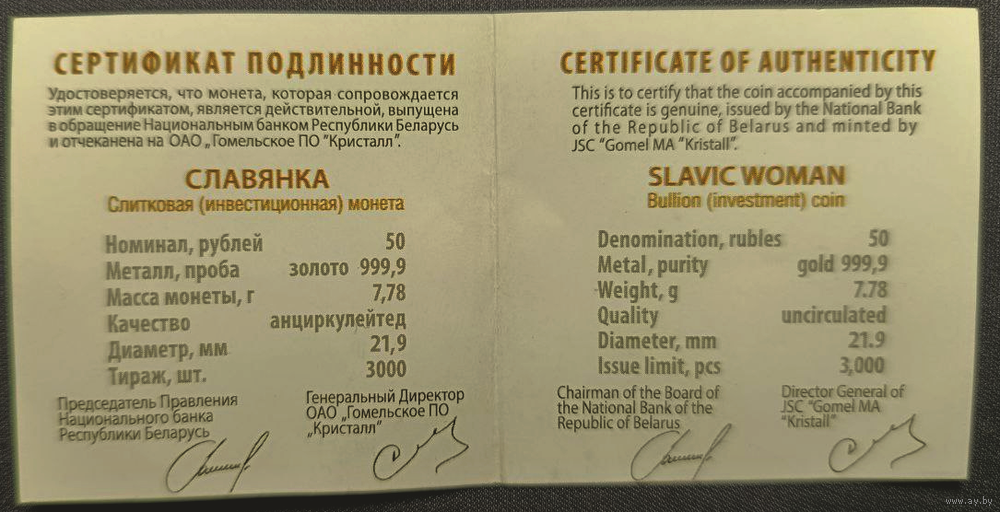 СЕРТИФИКАТ ПОДЛИННОСТИ
Удостоверяется, что монета, которая сопровождается
этим сертификатом, является действительной, выпущена
в обращение Национальным банком Республики Беларусь
и отчеканена на ОАО „Гомельское ПО "Кристалл".
СЛАВЯНКА
Слитковая (инвестиционная) монета
Номинал, рублей 50
Металл, проба золото 999,9
Масса монеты, г 7,78
Качество анциркулейтед
Диаметр, мм 21,9
Тираж, шт. 3000
Председатель Правления
Национального банка
Республики Беларусь
Генеральный Директор
ОАО „Гомельское ПО
„Кристалл"
CERTIFICATE OF AUTHENTICITY
This is to certify that the coin accompanied by this
certificate is genuine, issued by the National Bank
of the Republic of Belarus and minted by
JSC "Gomel MA "Kristall".
SLAVIC WOMAN
Bullion (investment) coin
Denomination, rubles 50
Metal, purity gold 999,9
Weight, g 7.78
Quality uncirculated
Diameter, mm 21.9
Issue limit, pcs 3,000
Chairman of the Board of
the National Bank of the
Republic of Belarus
Director General of
JSC "Gomel MA
"Kristall"
www.ay.by